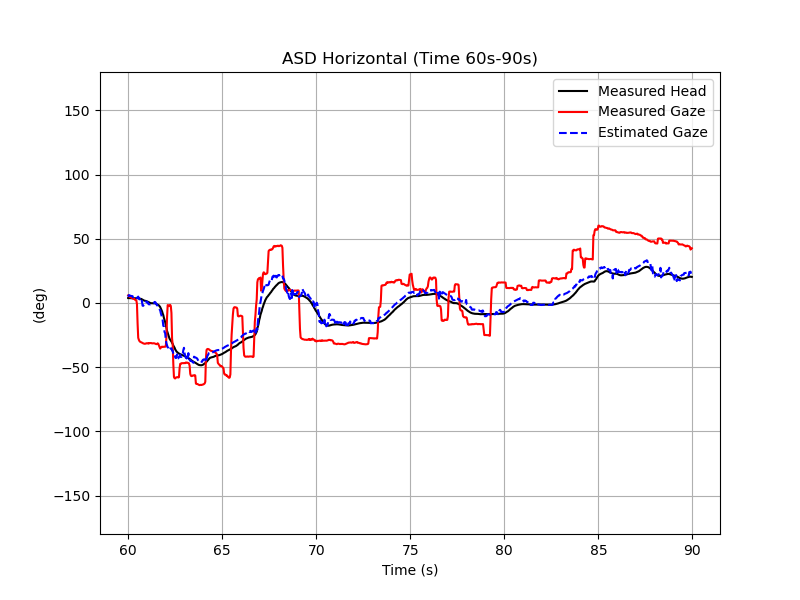 ASD Horizontal (Time 60s-90s)
Measured Head
Measured Gaze
Estimated Gaze
150
100
50
0
−50
−100
−150
(deg)
60 65 70 75 80 85 90
Time (s)